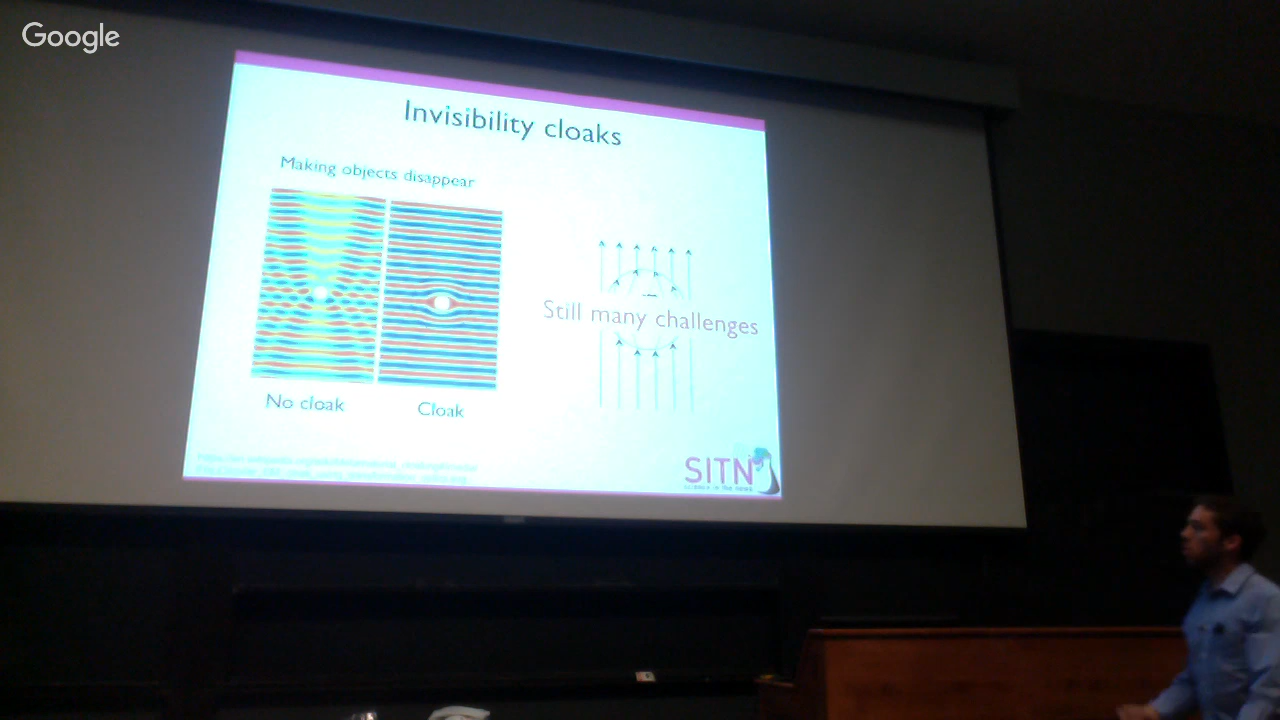 Google
Invisibility cloaks
Making objects disappear
Still many challenges
No cloak
Cloak
SITN